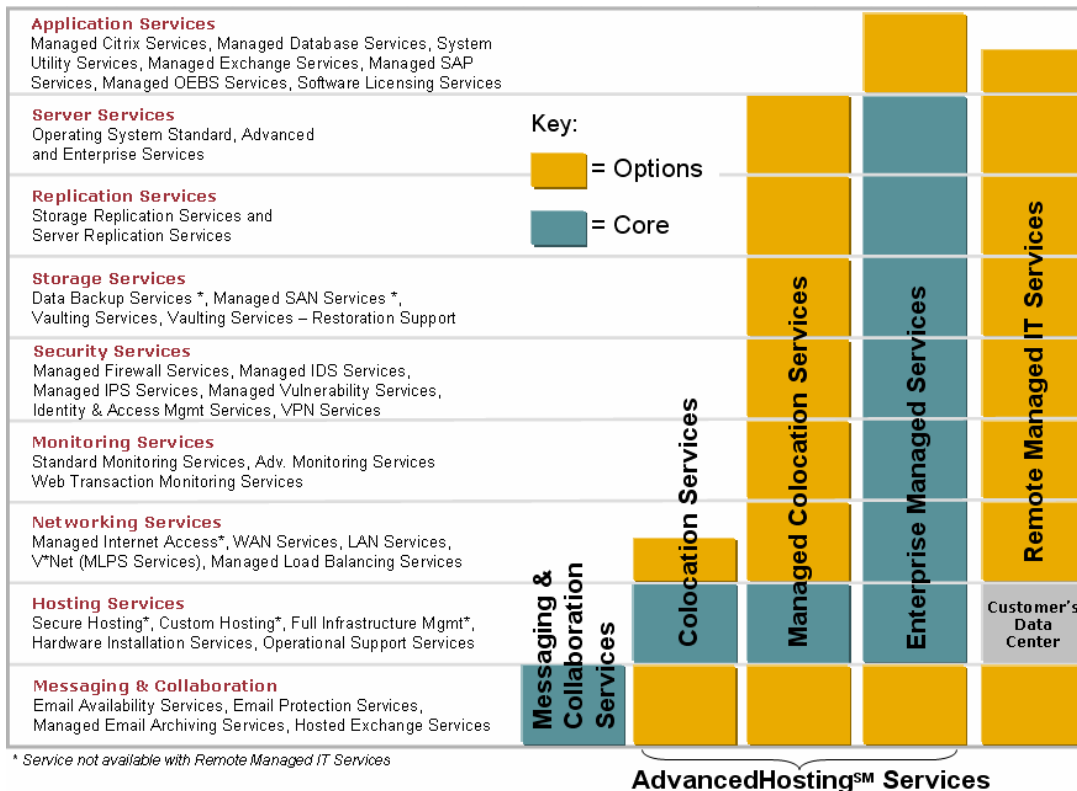 Application Services
Managed Citrix Services, Managed Database Services, System
Utility Services, Managed Exchange Services, Managed SAP
Services, Managed OEBS Services, Software Licensing Services
Server Services
Operating System Standard, Advanced
and Enterprise Services
Replication Services
Storage Replication Services and
Server Replication Services
Storage Services
Data Backup Services *, Managed SAN Services *,
Vaulting Services, Vaulting Services – Restoration Support
Security Services
Managed Firewall Services, Managed IDS Services,
Managed IPS Services, Managed Vulnerability Services,
Identity & Access Mgmt Services, VPN Services
Monitoring Services
Standard Monitoring Services, Adv. Monitoring Services
Web Transaction Monitoring Services
Networking Services
Managed Internet Access*, WAN Services, LAN Services,
V*Net (MLPS Services), Managed Load Balancing Services
Hosting Services
Secure Hosting*, Custom Hosting*, Full Infrastructure Mgmt*,
Hardware Installation Services, Operational Support Services
Messaging & Collaboration
Email Availability Services, Email Protection Services,
Managed Email Archiving Services, Hosted Exchange Services
* Service not available with Remote Managed IT Services
Key:
= Options
= Core
Messaging &
Collaboration
Services
Colocation Services
Managed Colocation Services
Enterprise Managed Services
Remote Managed IT Services
Customer's
Data
Center
AdvancedHosting℠ Services